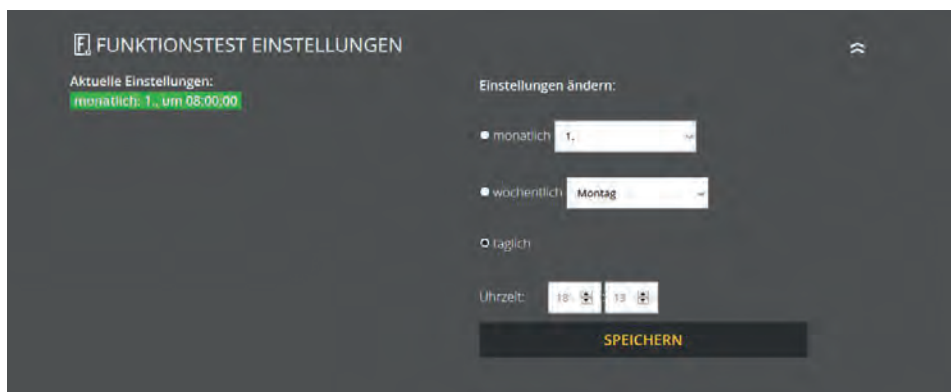 F FUNKTIONSTEST EINSTELLUNGEN
Aktuelle Einstellungen:
monatlich: 1., um 08:00:00
Einstellungen ändern:
monatlich 1.
wöchentlich Montag
täglich
Uhrzeit: 18 : 13
SPEICHERN